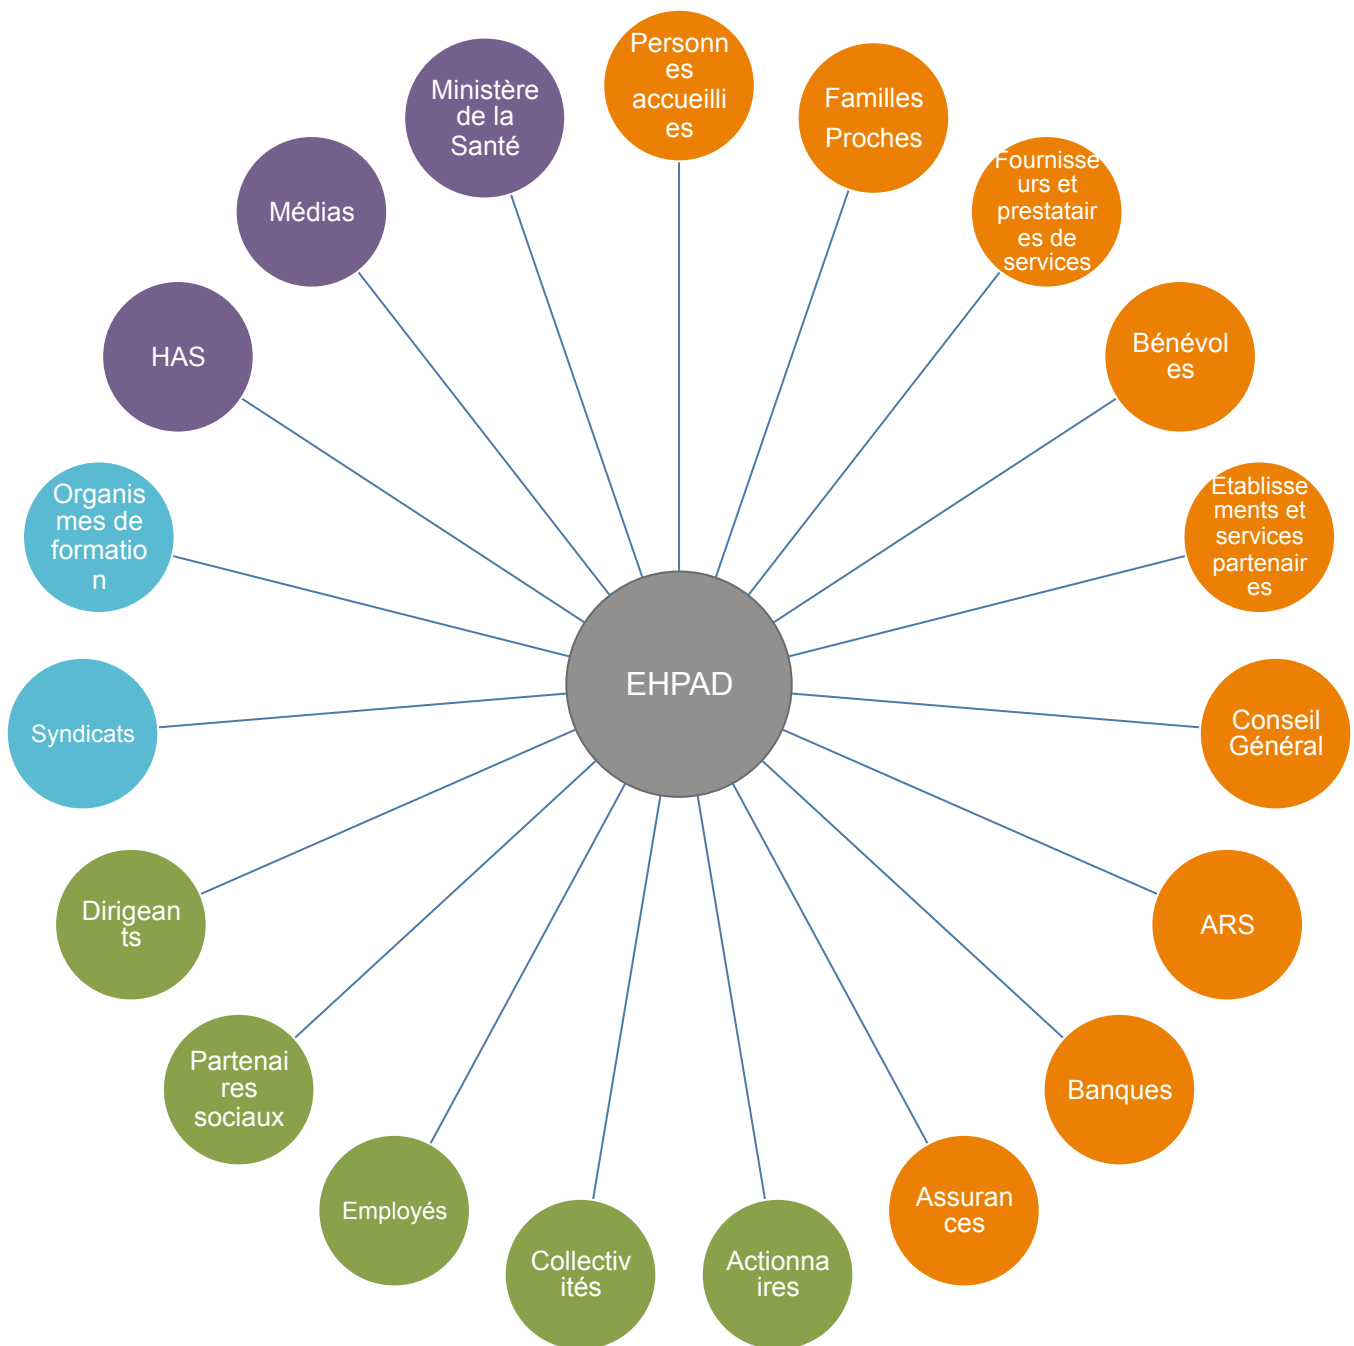 Personn
es
accueilli
es
Familles
Proches
Fournisse
urs et
prestatair
es de
services
Bénévol
es
Etablisse
ments et
services
partenair
es
Conseil
Général
ARS
Banques
Assuran
ces
Actionna
ires
Collectiv
ités
Employés
Partenai
res
sociaux
Dirigean
ts
Syndicats
Organis
mes de
formatio
n
HAS
Médias
Ministère
de la
Santé
EHPAD